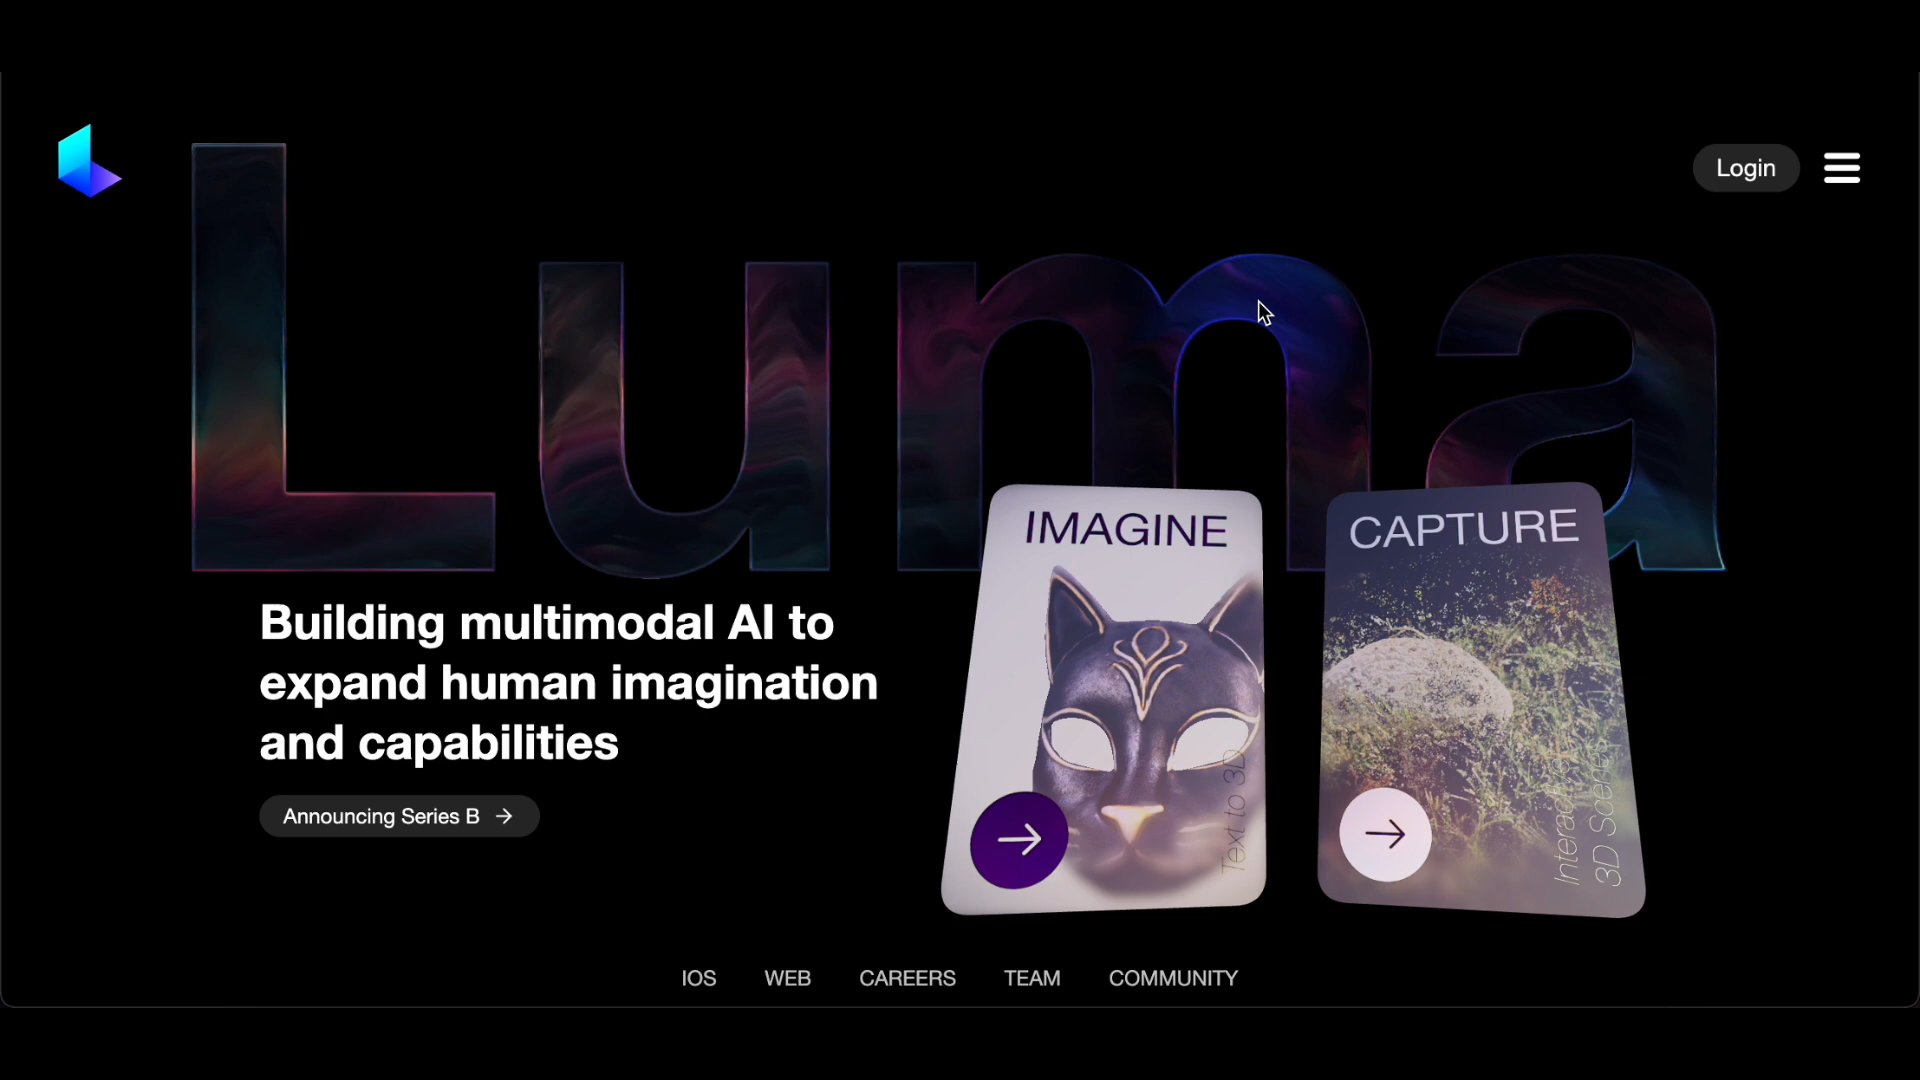 Luma
Login
IMAGINE
CAPTURE
Building multimodal AI to
expand human imagination
and capabilities
Text to 3D
Interactive
3D Scenes
Announcing Series B
IOS WEB CAREERS TEAM COMMUNITY